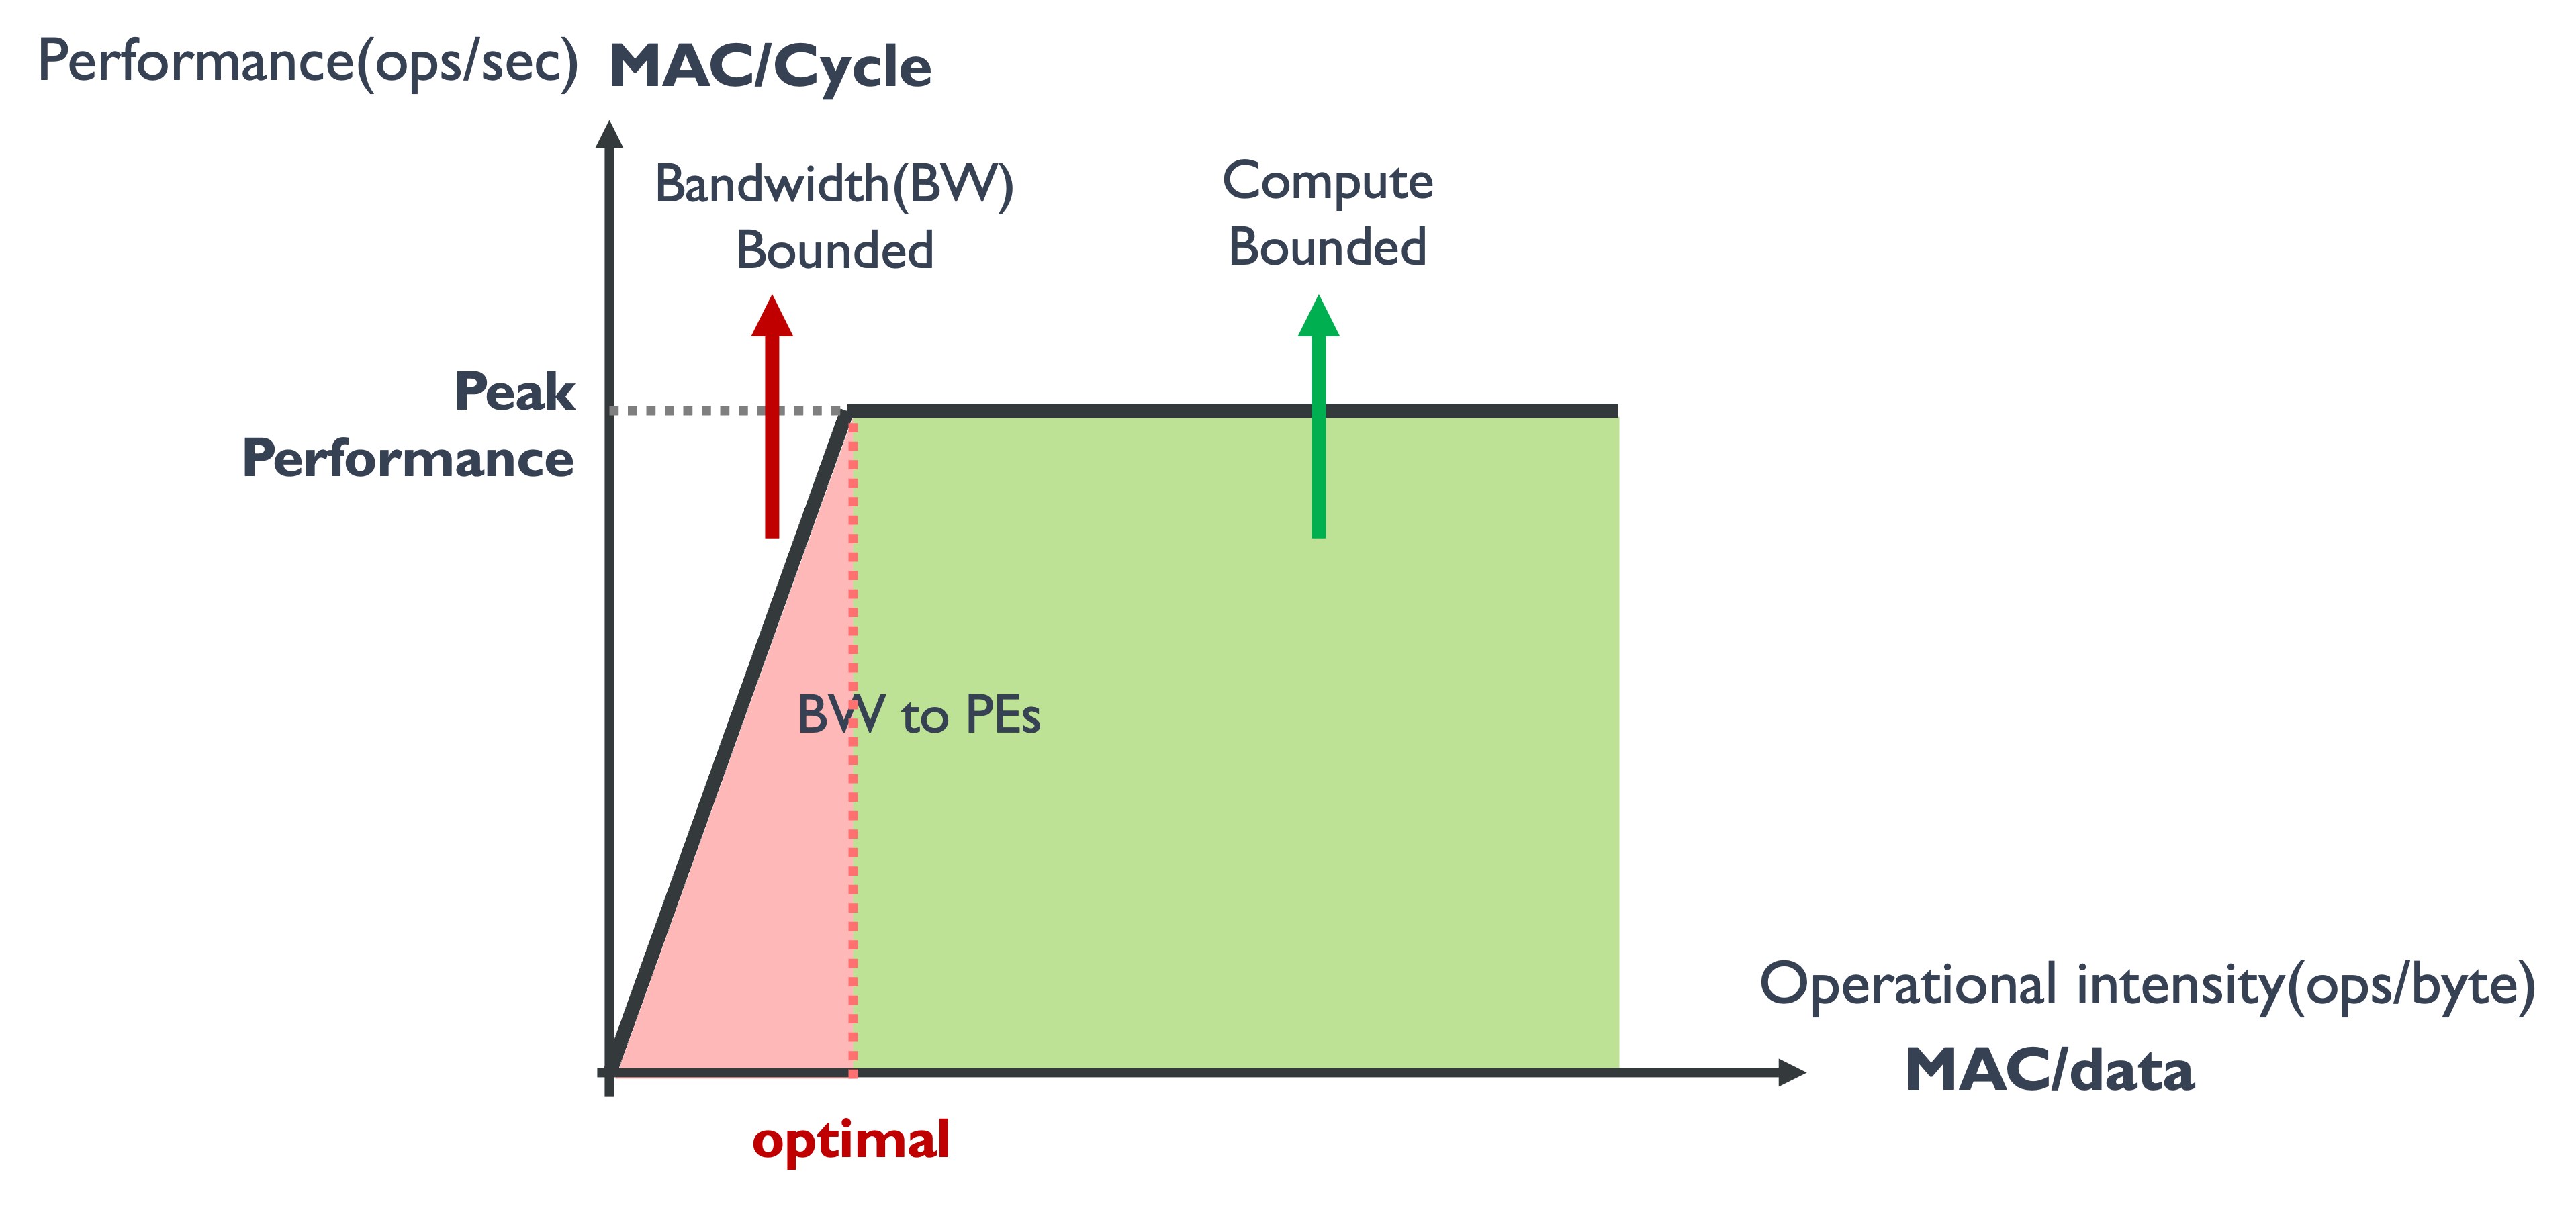 Performance(ops/sec) MAC/Cycle
Bandwidth(BW)
Bounded
Compute
Bounded
Peak
Performance
BW to PEs
Operational intensity(ops/byte)
MAC/data
optimal